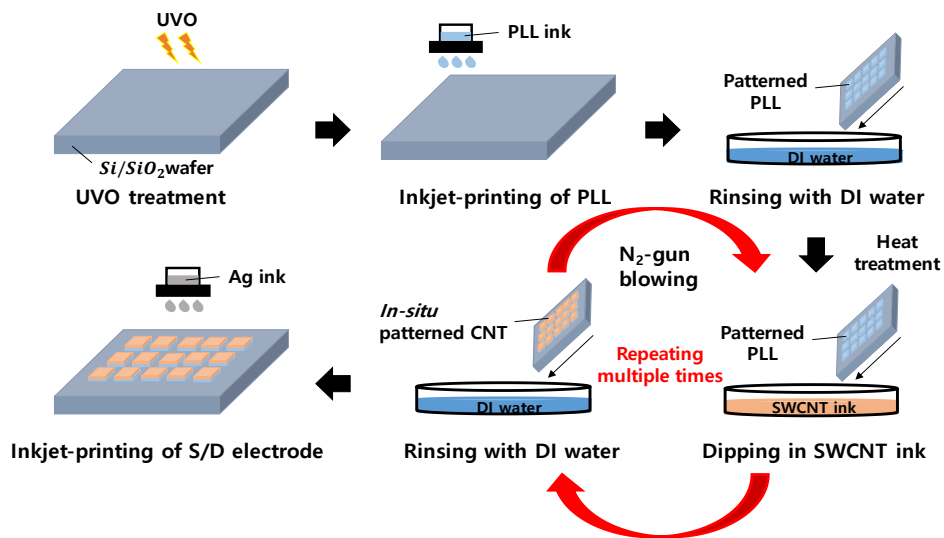 UVO
Si/SiO₂ wafer
UVO treatment
PLL ink
Inkjet-printing of PLL
Patterned
PLL
DI water
Rinsing with DI water
Heat
treatment
Patterned
PLL
SWCNT ink
Dipping in SWCNT ink
N₂-gun
blowing
Repeating
multiple times
In-situ
patterned CNT
DI water
Rinsing with DI water
Ag ink
Inkjet-printing of S/D electrode